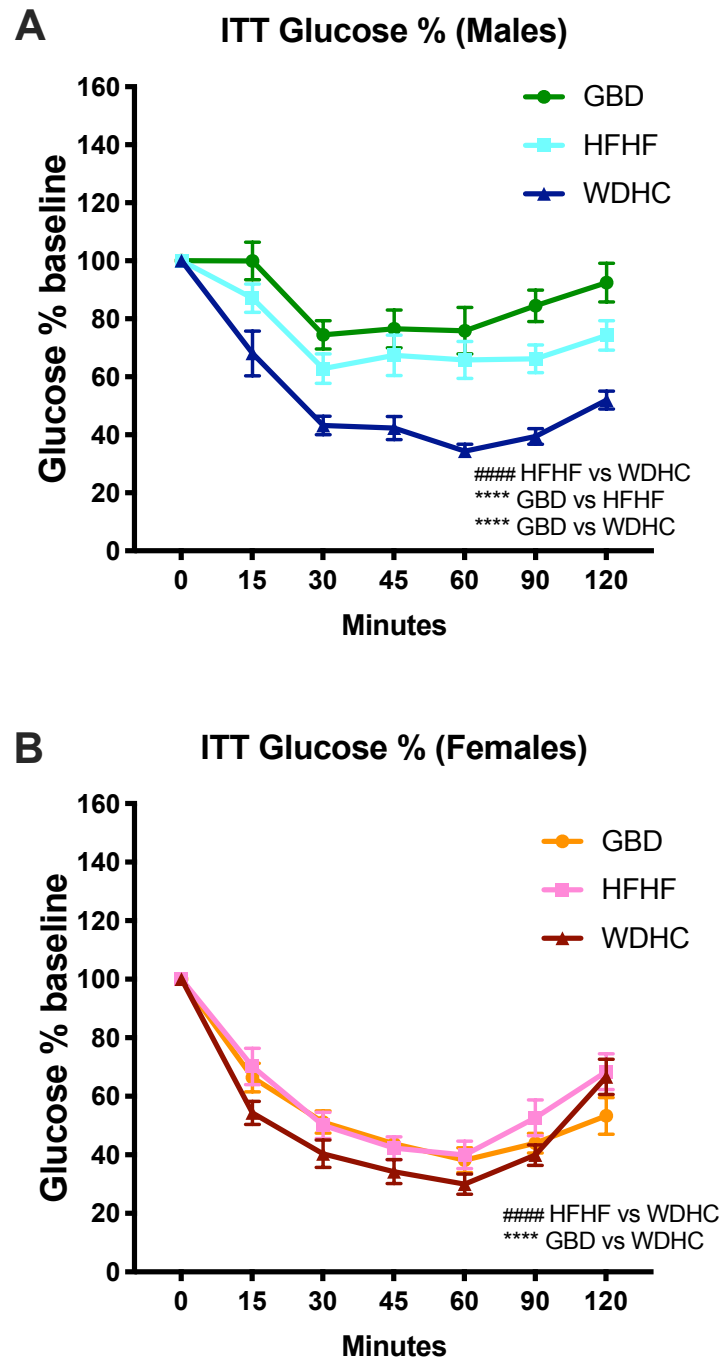 A
ITT Glucose % (Males)
160
140
120
100
80
60
40
20
0
Glucose % baseline
GBD
HFHF
WDHC
#### HFHF vs WDHC
**** GBD vs HFHF
**** GBD vs WDHC
0 15 30 45 60 90 120
Minutes
B
ITT Glucose % (Females)
160
140
120
100
80
60
40
20
0
Glucose % baseline
GBD
HFHF
WDHC
#### HFHF vs WDHC
**** GBD vs WDHC
0 15 30 45 60 90 120
Minutes